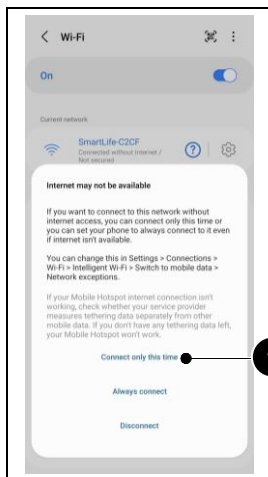 Wi-Fi
On
Current network
SmartLife-C2CF
Connected without internet /
Not secured
Internet may not be available
If you want to connect to this network without
internet access, you can connect only this time or
you can set your phone to always connect to it even
if internet isn't available.
You can change this in Settings > Connections >
Wi-Fi > Intelligent Wi-Fi > Switch to mobile data >
Network exceptions.
If your Mobile Hotspot internet connection isn't
working, check whether your service provider
measures tethering data separately from other
mobile data. If you don't have any tethering data left,
your Mobile Hotspot won't work.
Connect only this time
Always connect
Disconnect